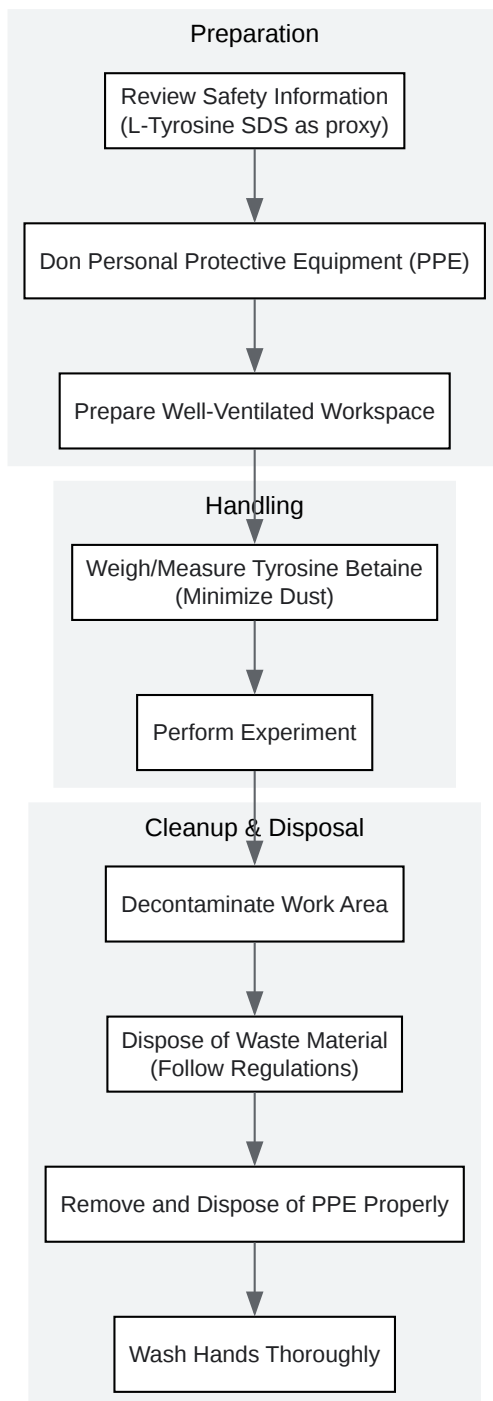 Preparation
Review Safety Information
(L-Tyrosine SDS as proxy)
Don Personal Protective Equipment (PPE)
Prepare Well-Ventilated Workspace
Handling
Weigh/Measure Tyrosine Betaine
(Minimize Dust)
Perform Experiment
Cleanup & Disposal
Decontaminate Work Area
Dispose of Waste Material
(Follow Regulations)
Remove and Dispose of PPE Properly
Wash Hands Thoroughly